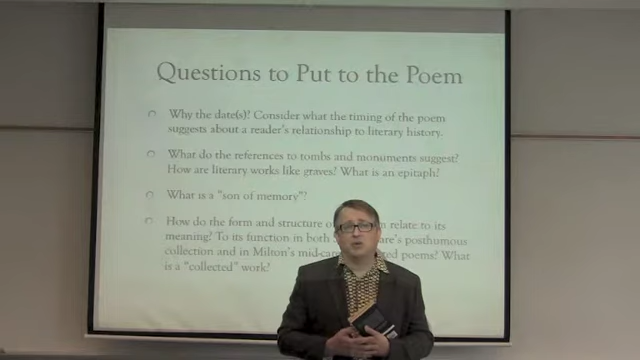 Questions to Put to the Poem
Why the date(s)? Consider what the timing of the poem
suggests about a reader's relationship to literary history.
What do the references to tombs and monuments suggest?
How are literary works like graves? What is an epitaph?
What is a "son of memory"?
How do the form and structure o m relate to its
meaning? To its function in both S are's posthumous
collection and in Milton's mid-ca ted poems? What
is a "collected" work?